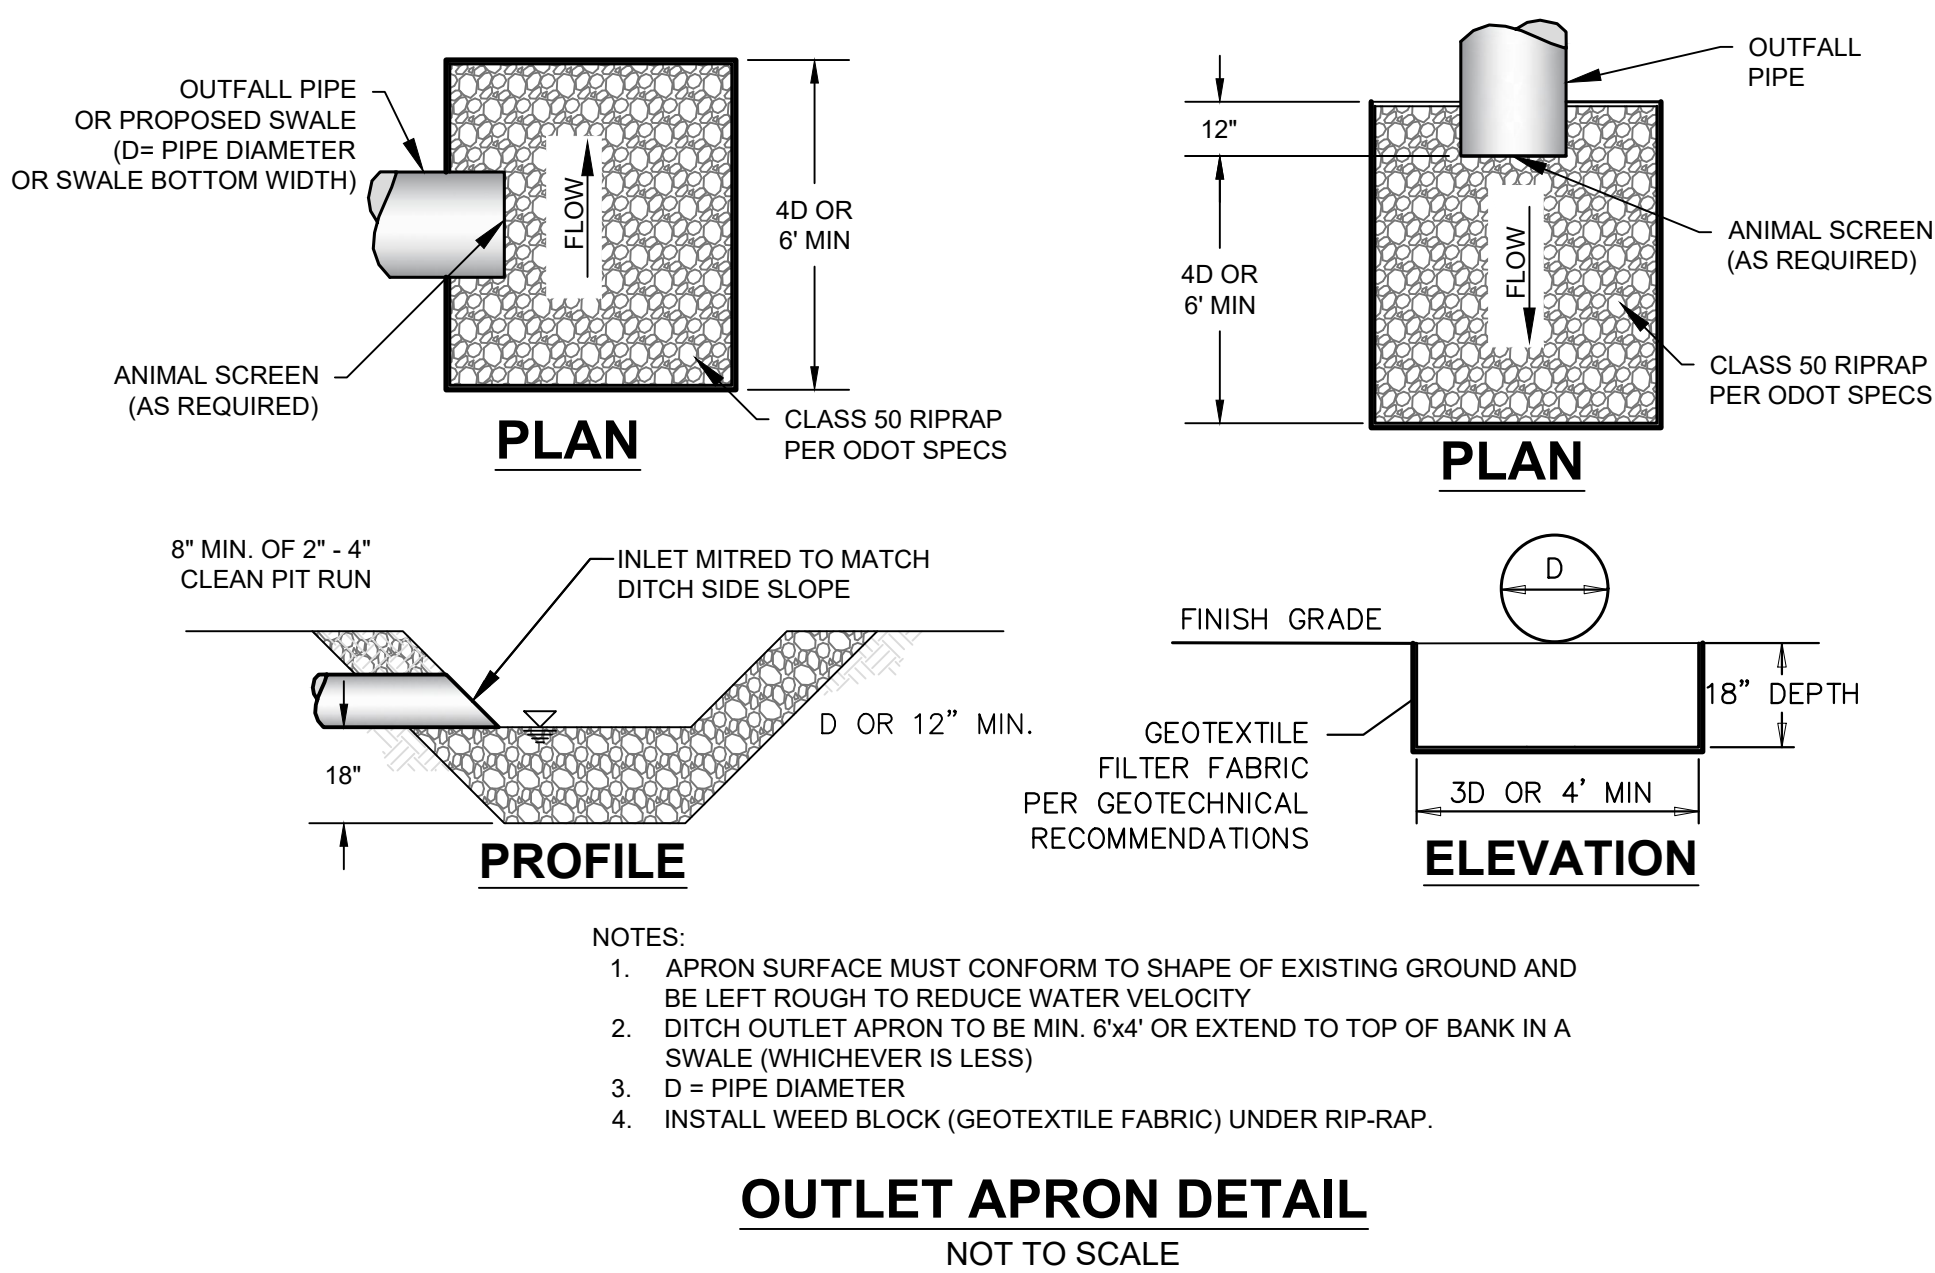 OUTFALL PIPE
OR PROPOSED SWALE
(D= PIPE DIAMETER
OR SWALE BOTTOM WIDTH)
FLOW
4D OR
6' MIN
ANIMAL SCREEN
(AS REQUIRED)
CLASS 50 RIPRAP
PER ODOT SPECS
PLAN
OUTFALL
PIPE
12"
4D OR
6' MIN
FLOW
ANIMAL SCREEN
(AS REQUIRED)
CLASS 50 RIPRAP
PER ODOT SPECS
PLAN
8" MIN. OF 2" - 4"
CLEAN PIT RUN
INLET MITRED TO MATCH
DITCH SIDE SLOPE
D OR 12” MIN.
18"
PROFILE
D
FINISH GRADE
18” DEPTH
GEOTEXTILE
FILTER FABRIC
PER GEOTECHNICAL
RECOMMENDATIONS
3D OR 4’ MIN
ELEVATION
NOTES:
1. APRON SURFACE MUST CONFORM TO SHAPE OF EXISTING GROUND AND
BE LEFT ROUGH TO REDUCE WATER VELOCITY
2. DITCH OUTLET APRON TO BE MIN. 6'x4' OR EXTEND TO TOP OF BANK IN A
SWALE (WHICHEVER IS LESS)
3. D = PIPE DIAMETER
4. INSTALL WEED BLOCK (GEOTEXTILE FABRIC) UNDER RIP-RAP.
OUTLET APRON DETAIL
NOT TO SCALE